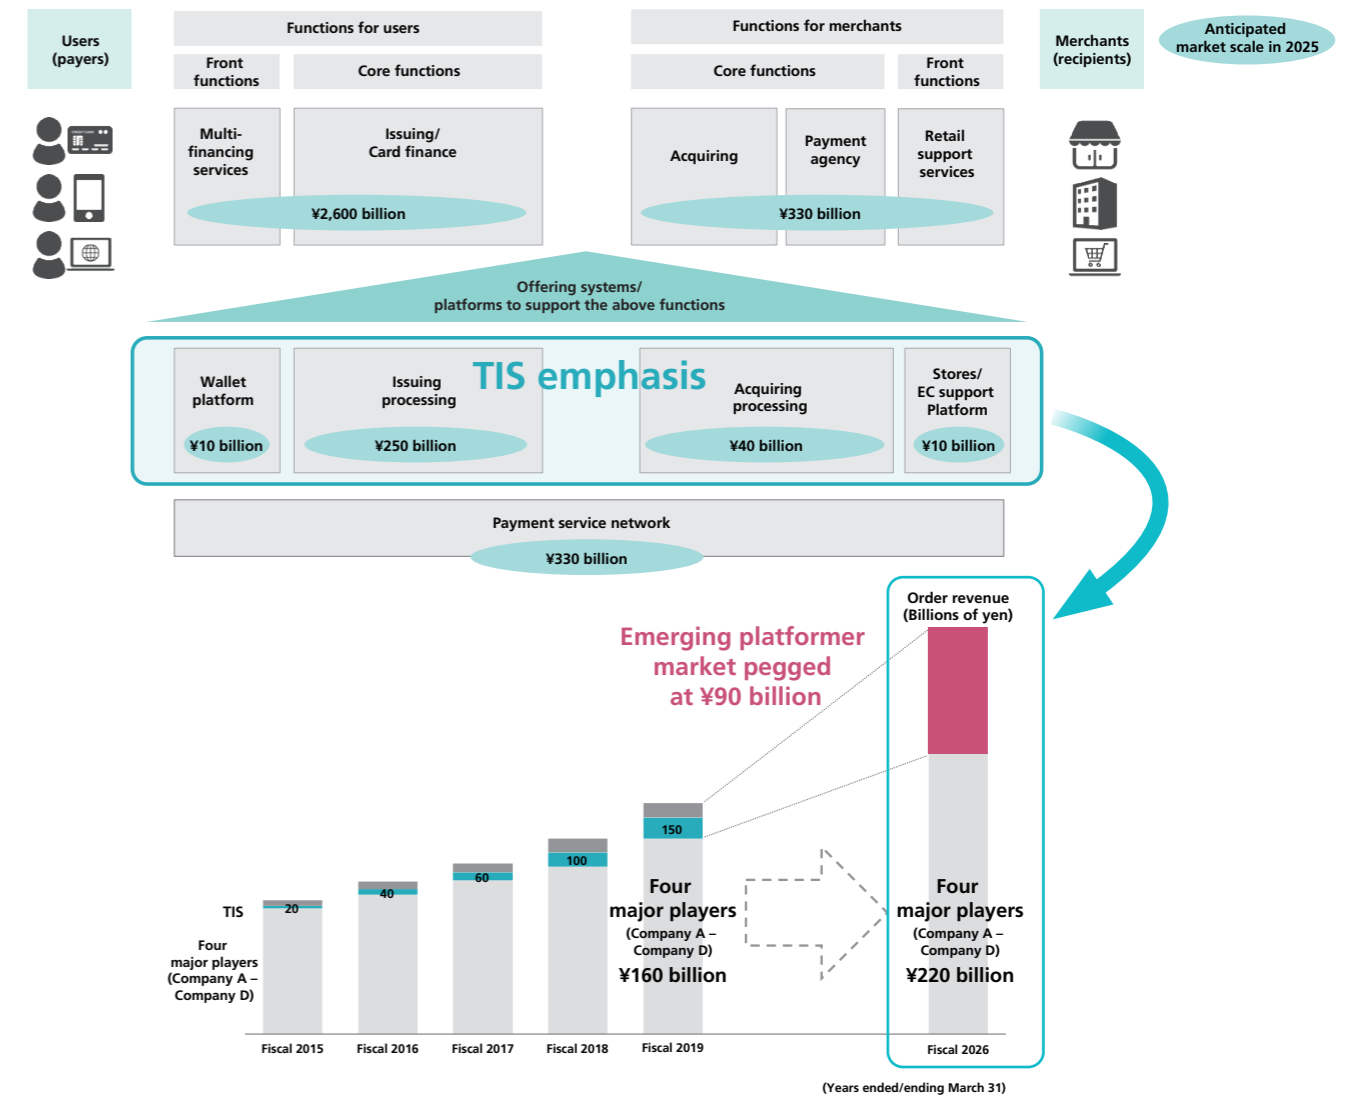 Users
(payers)
Functions for users
Functions for merchants
Merchants
(recipients)
Anticipated
market scale in 2025
Front
functions
Core functions
Core functions
Front
functions
Multi-
financing
services
Issuing/
Card finance
Acquiring
Payment
agency
Retail
support
services
¥2,600 billion
¥330 billion
Offering systems/
platforms to support the above functions
TIS emphasis
Wallet
platform
Issuing
processing
Acquiring
processing
Stores/
EC support
Platform
¥10 billion
¥250 billion
¥40 billion
¥10 billion
Payment service network
¥330 billion
Order revenue
(Billions of yen)
Emerging platformer
market pegged
at ¥90 billion
TIS
Four
major players
(Company A –
Company D)
20
40
60
100
150
Four
major players
(Company A –
Company D)
¥160 billion
Four
major players
(Company A –
Company D)
¥220 billion
Fiscal 2015
Fiscal 2016
Fiscal 2017
Fiscal 2018
Fiscal 2019
Fiscal 2026
(Years ended/ending March 31)